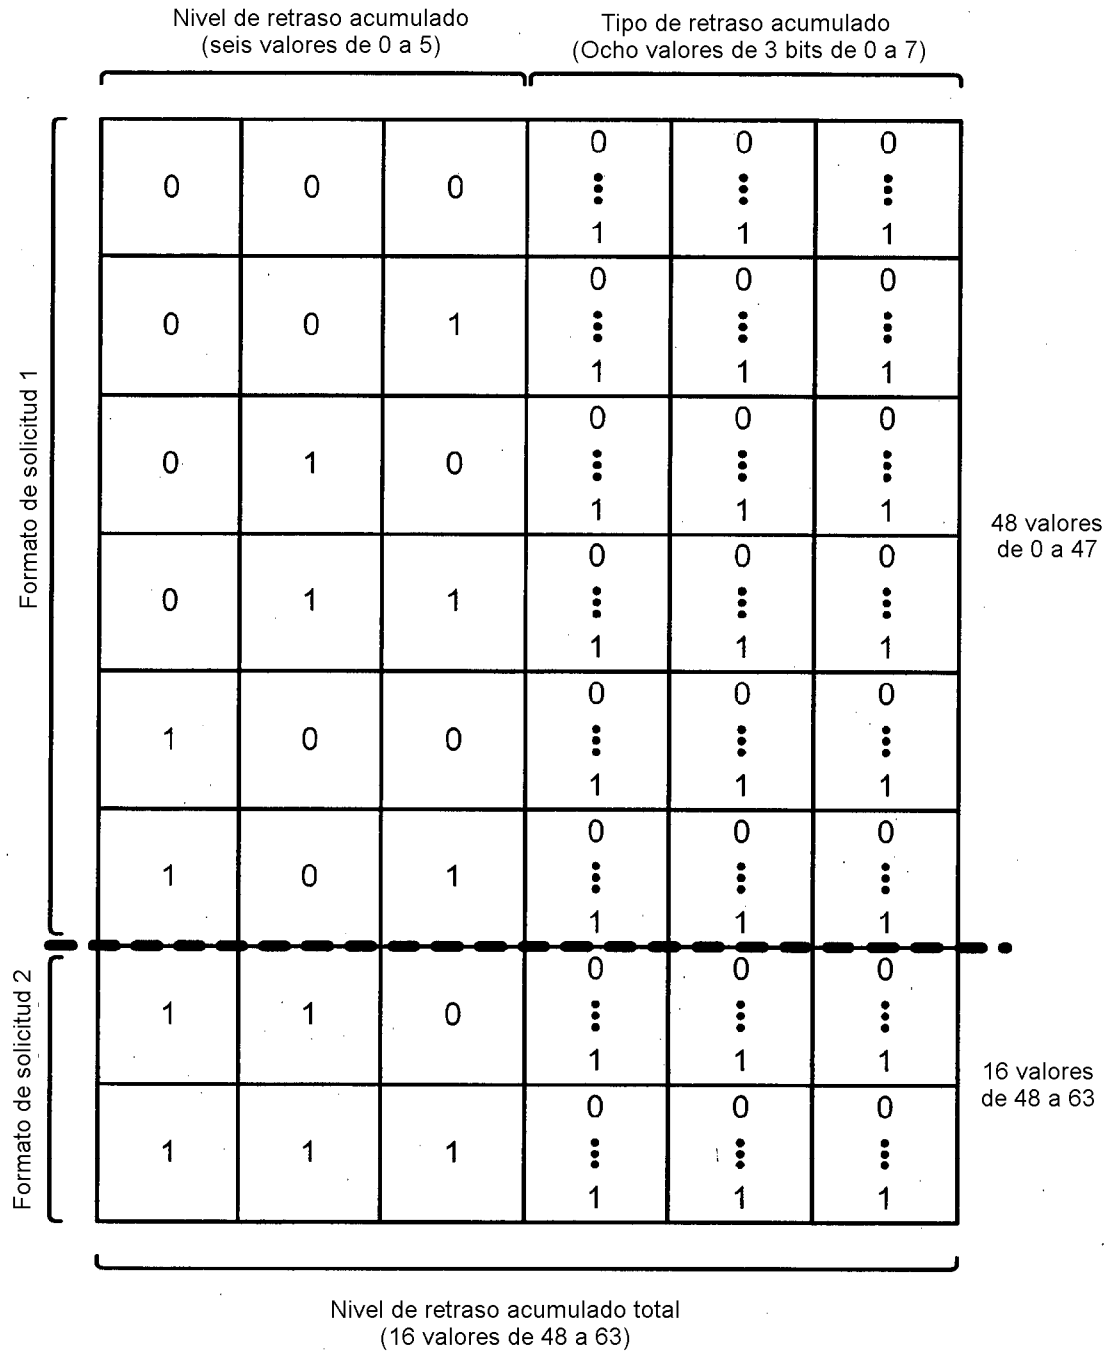 Nivel de retraso acumulado
(seis valores de 0 a 5)
Tipo de retraso acumulado
(Ocho valores de 3 bits de 0 a 7)
Formato de solicitud 1
0 0 0
0 0 0
1 1 1
0 0 1
0 0 0
1 1 1
0 1 0
0 0 0
1 1 1
0 1 1
0 0 0
1 1 1
1 0 0
0 0 0
1 1 1
1 0 1
0 0 0
1 1 1
48 valores
de 0 a 47
Formato de solicitud 2
1 1 0
0 0 0
1 1 1
1 1 1
0 0 0
1 1 1
16 valores
de 48 a 63
Nivel de retraso acumulado total
(16 valores de 48 a 63)